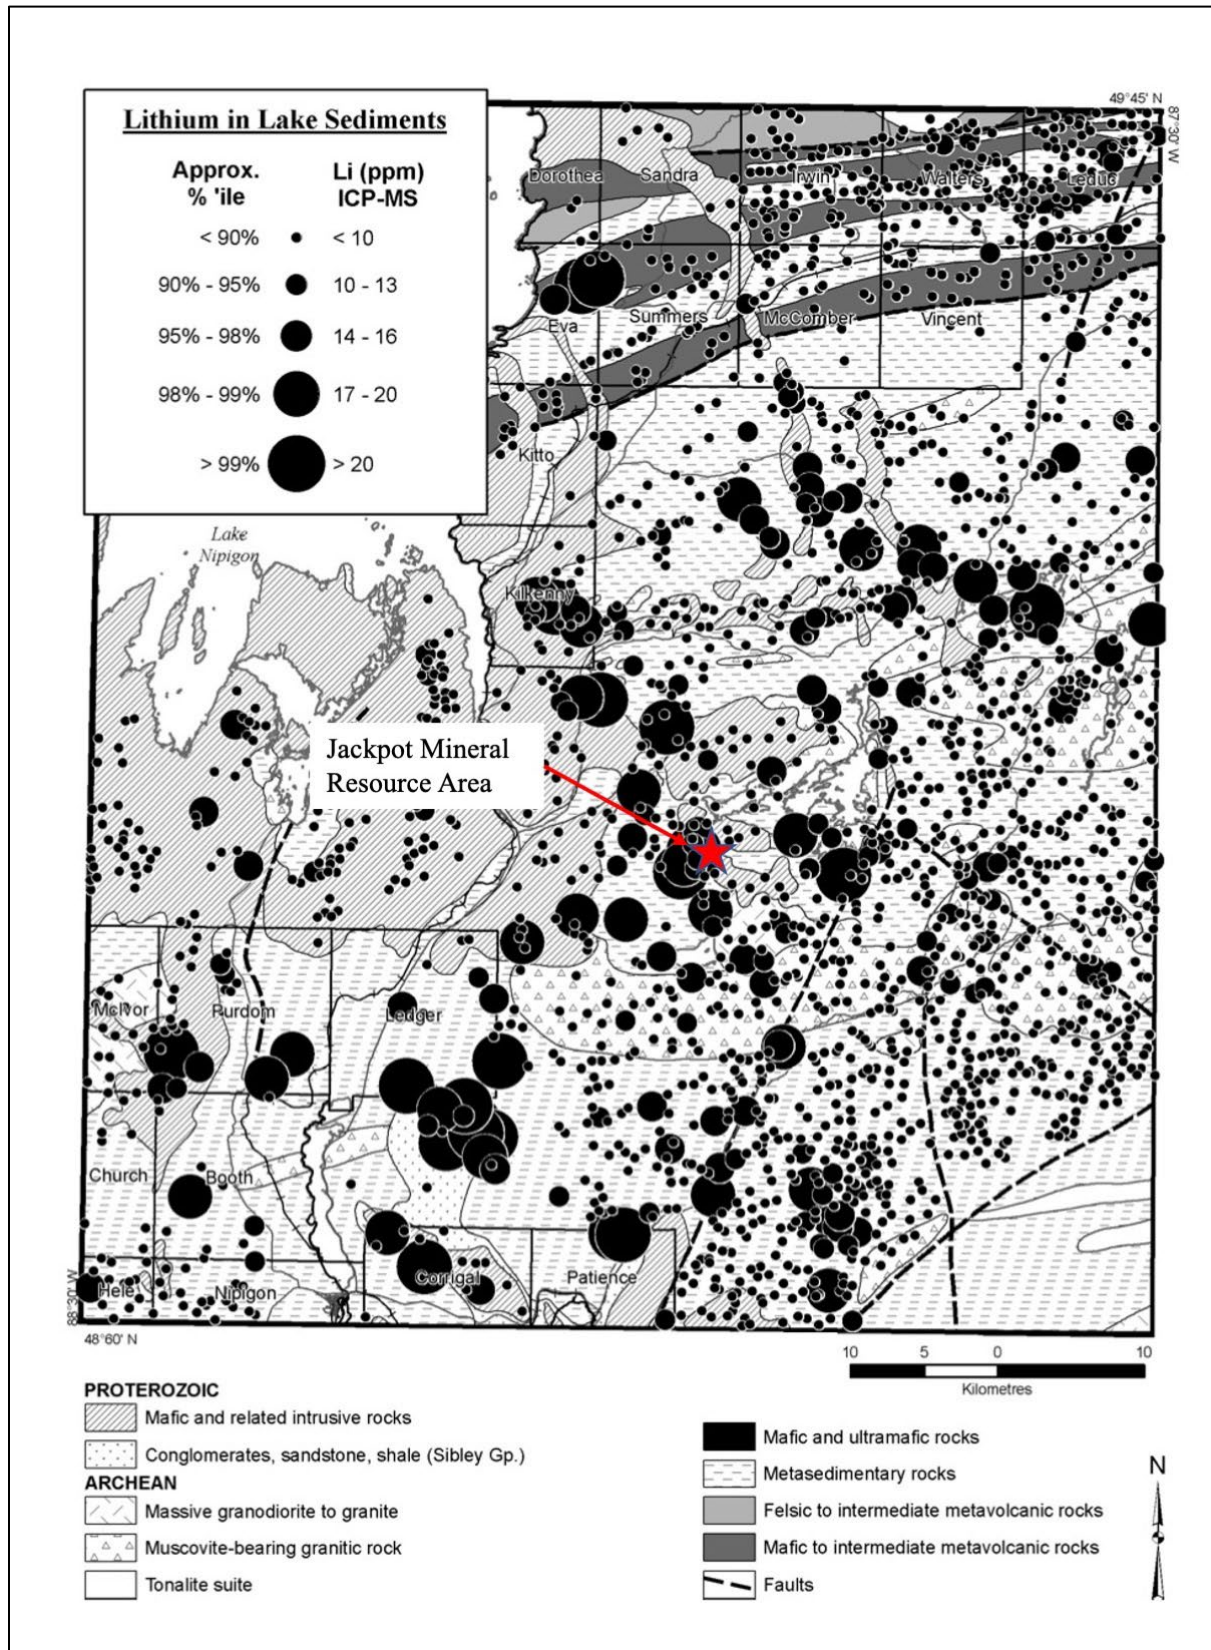 Lithium in Lake Sediments
Approx. Li (ppm)
% 'ile ICP-MS
< 90% < 10
90% - 95% 10 - 13
95% - 98% 14 - 16
98% - 99% 17 - 20
> 99% > 20
49°45' N
87°30' W
Dorothea Sandra Irwin Walters Leduc
Eva Summers McComber Vincent
Kitto
Lake
Nipigon
Kilkenny
Jackpot Mineral
Resource Area
McIvor Purdom Ledger
Church Booth
Hele Nipigon Corrigal Patience
88°30' W
48°60' N
10 5 0 10
Kilometres
PROTEROZOIC
Mafic and related intrusive rocks
Conglomerates, sandstone, shale (Sibley Gp.)
ARCHEAN
Massive granodiorite to granite
Muscovite-bearing granitic rock
Tonalite suite
Mafic and ultramafic rocks
Metasedimentary rocks
Felsic to intermediate metavolcanic rocks
Mafic to intermediate metavolcanic rocks
Faults
N